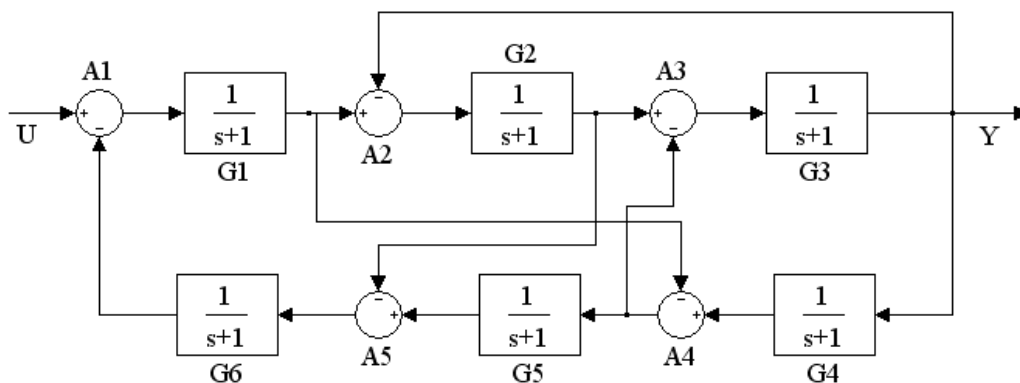 G2
A1
A3
-
1
s+1
+
-
U
G1
+
A2
1
s+1
+
-
1
s+1
G3
Y
-
1
s+1
G6
-
+
A5
1
s+1
G5
-
+
A4
1
s+1
G4